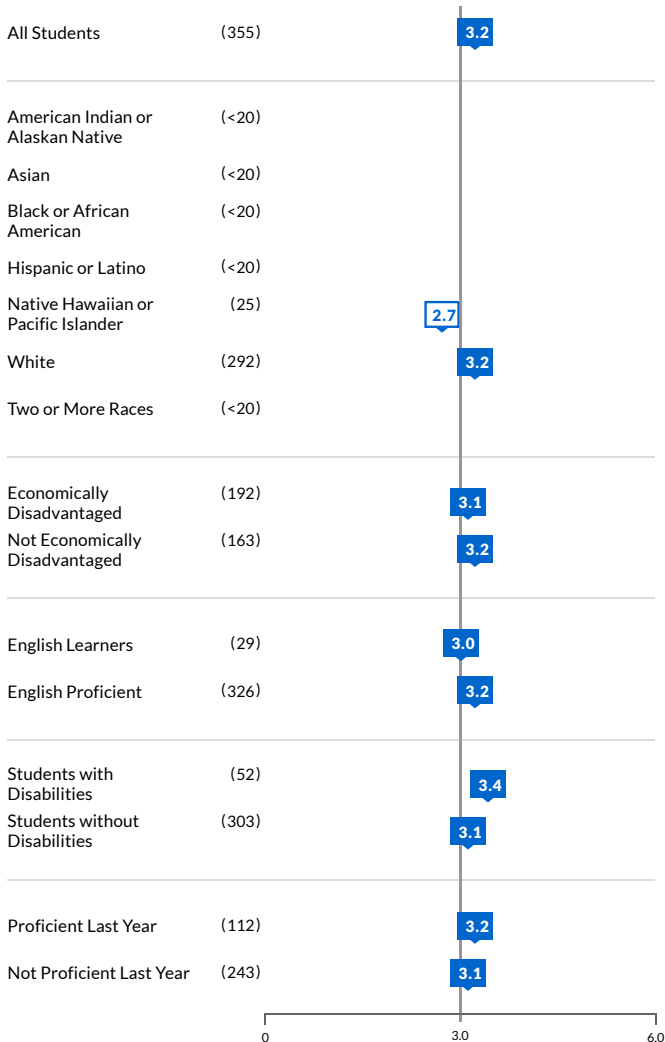 All Students (355) 3.2
American Indian or (<20)
Alaskan Native
Asian (<20)
Black or African (<20)
American
Hispanic or Latino (<20)
Native Hawaiian or (25) 2.7
Pacific Islander
White (292) 3.2
Two or More Races (<20)
Economically (192) 3.1
Disadvantaged
Not Economically (163) 3.2
Disadvantaged
English Learners (29) 3.0
English Proficient (326) 3.2
Students with (52) 3.4
Disabilities
Students without (303) 3.1
Disabilities
Proficient Last Year (112) 3.2
Not Proficient Last Year (243) 3.1
0 3.0 6.0